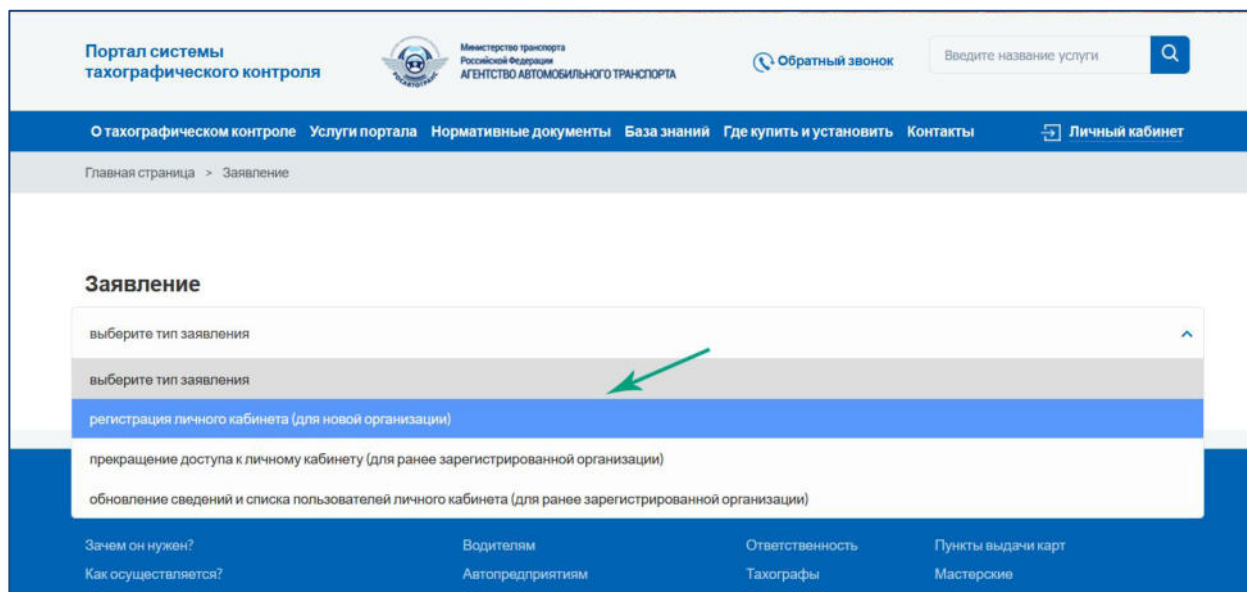 Портал системы
тахографического контроля
РОСАВТОТРАНС
Министерство транспорта
Российской Федерации
АГЕНТСТВО АВТОМОБИЛЬНОГО ТРАНСПОРТА
Обратный звонок
Введите название услуги
О тахографическом контроле Услуги портала Нормативные документы База знаний Где купить и установить Контакты Личный кабинет
Главная страница > Заявление
Заявление
выберите тип заявления
выберите тип заявления
регистрация личного кабинета (для новой организации)
прекращение доступа к личному кабинету (для ранее зарегистрированной организации)
обновление сведений и списка пользователей личного кабинета (для ранее зарегистрированной организации)
Зачем он нужен? Водителям Ответственность Пункты выдачи карт
Как осуществляется? Автопредприятиям Тахографы Мастерские